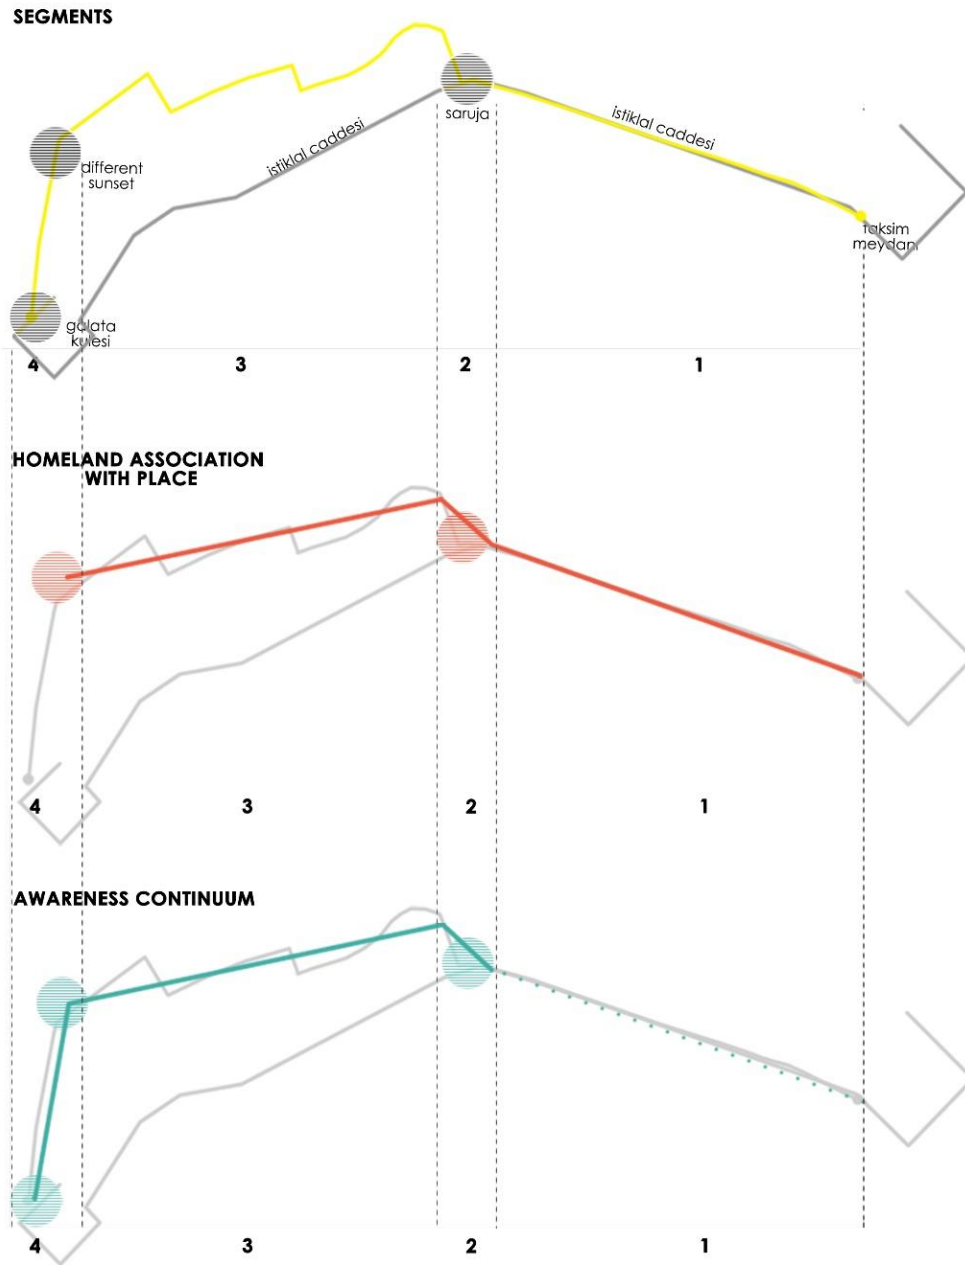 SEGMENTS
saruja
istiklal caddesi
istiklal caddesi
different
sunset
taksim
meydanı
galata
kulesi
4
3
2
1
HOMELAND ASSOCIATION
WITH PLACE
4
3
2
1
AWARENESS CONTINUUM
4
3
2
1